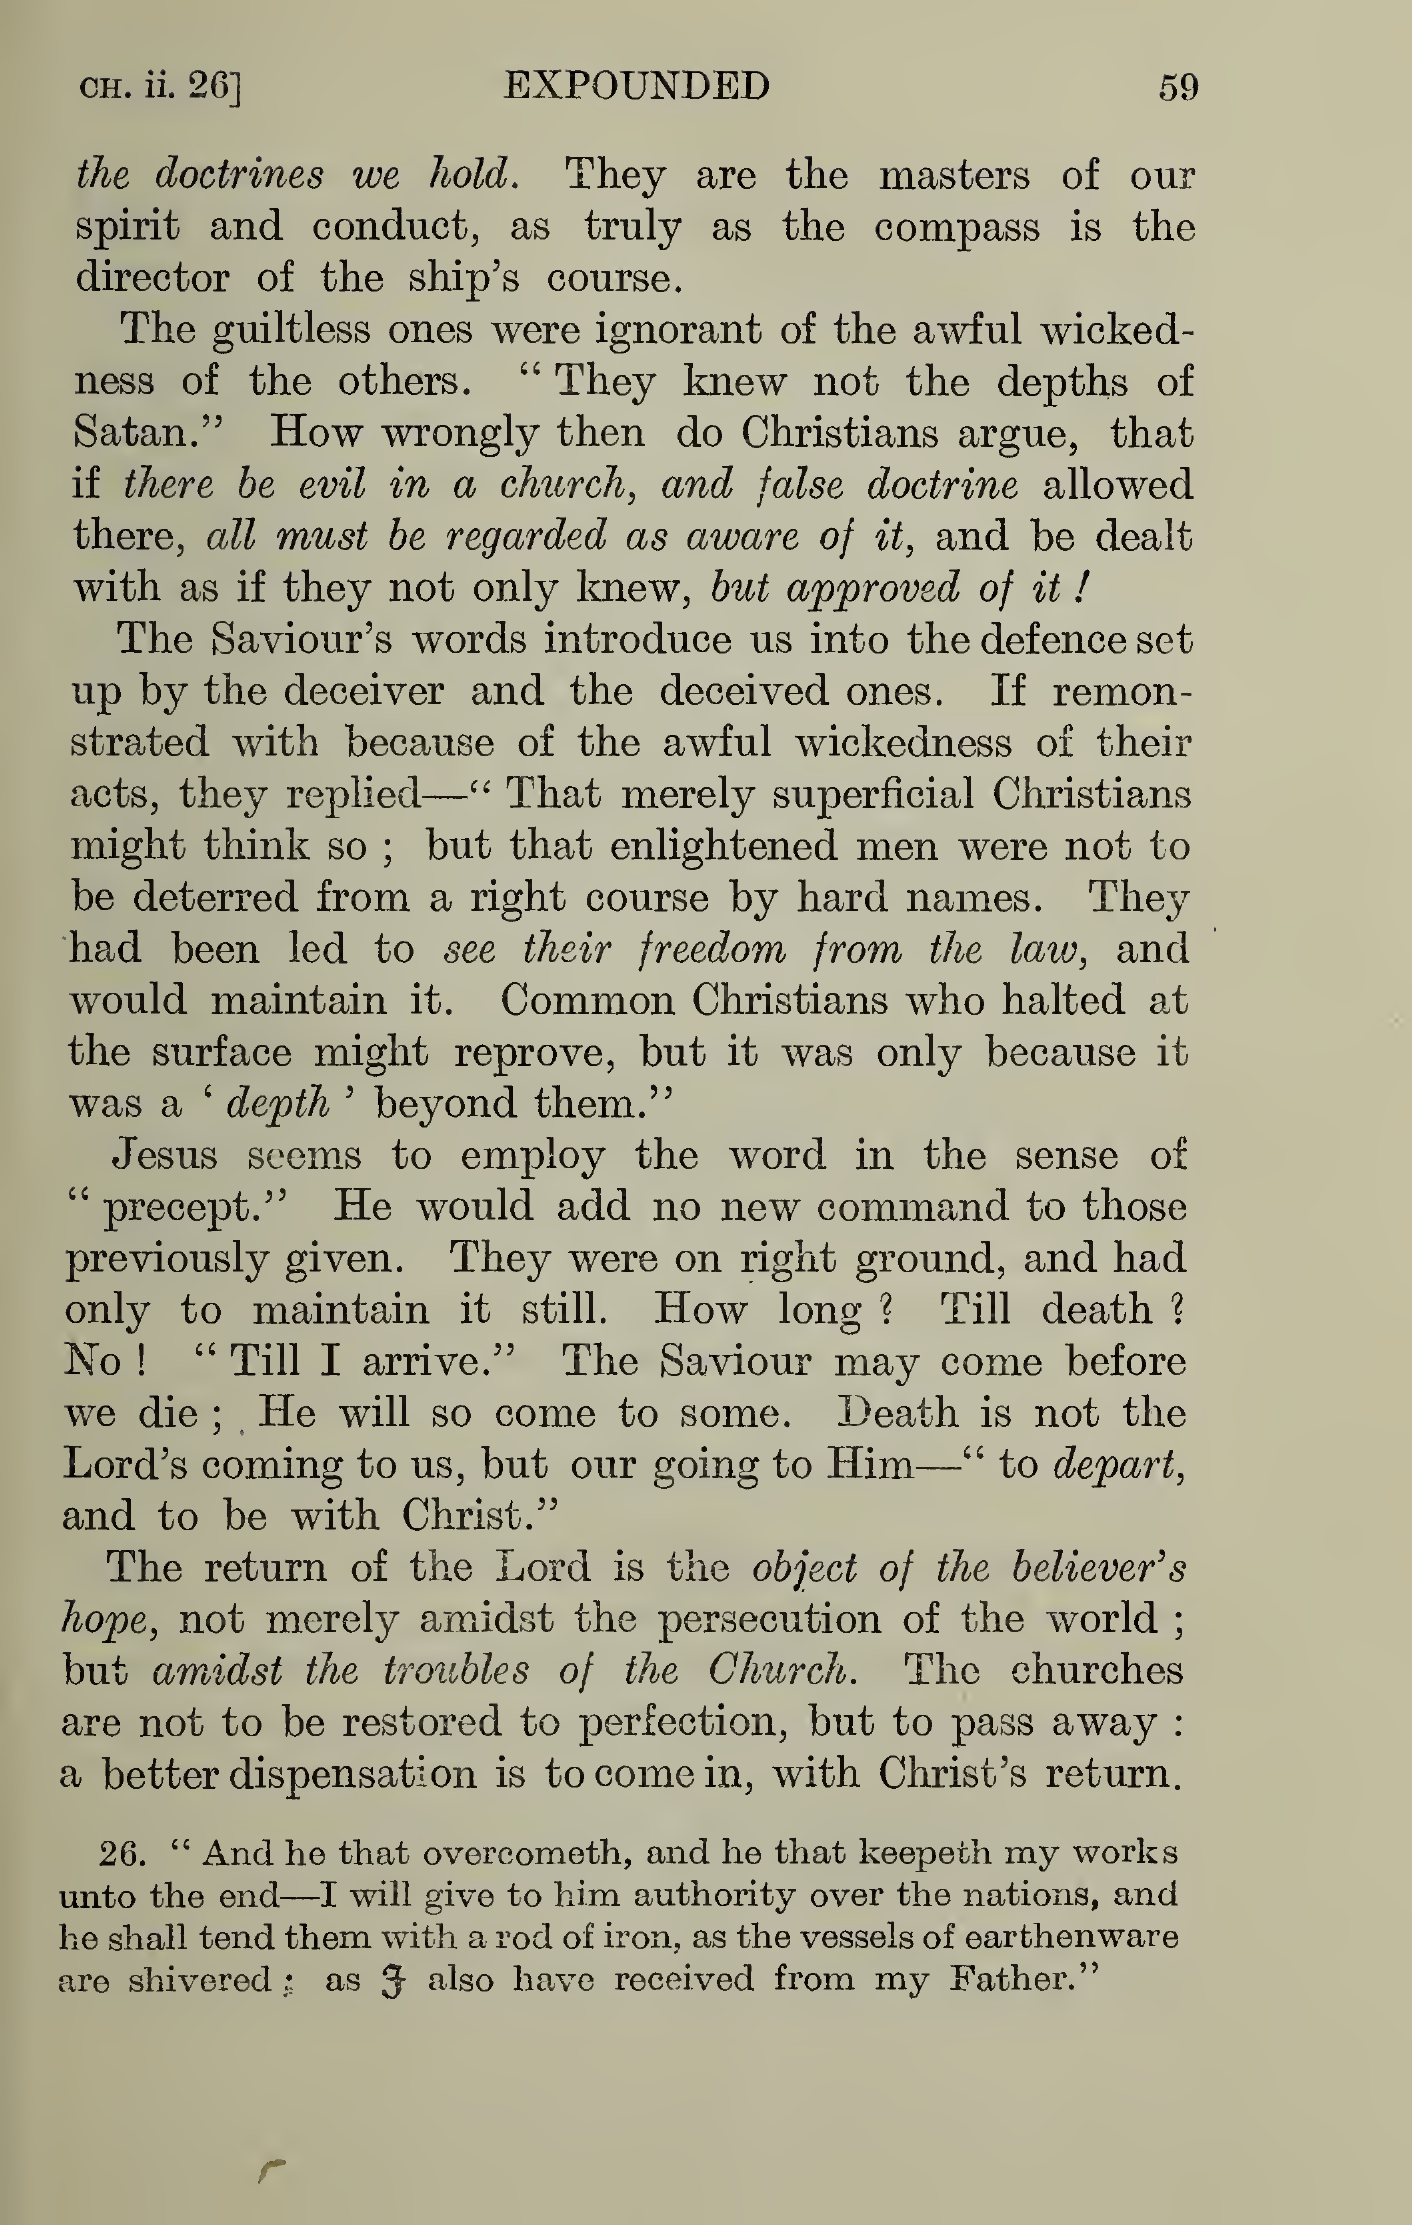 CH. ii. 26] EXPOUNDED 59
the doctrines we hold. They are the masters of our
spirit and conduct, as truly as the compass is the
director of the ship's course.
The guiltless ones were ignorant of the awful wicked-
ness of the others. "They knew not the depths of
Satan." How wrongly then do Christians argue, that
if there be evil in a church, and false doctrine allowed
there, all must be regarded as aware of it, and be dealt
with as if they not only knew, but approved of it!
The Saviour's words introduce us into the defence set
up by the deceiver and the deceived ones. If remon-
strated with because of the awful wickedness of their
acts, they replied—"That merely superficial Christians
might think so; but that enlightened men were not to
be deterred from a right course by hard names. They
had been led to see their freedom from the law, and
would maintain it. Common Christians who halted at
the surface might reprove, but it was only because it
was a 'depth' beyond them."
Jesus seems to employ the word in the sense of
"precept." He would add no new command to those
previously given. They were on right ground, and had
only to maintain it still. How long? Till death?
No! "Till I arrive." The Saviour may come before
we die; He will so come to some. Death is not the
Lord's coming to us, but our going to Him—"to depart,
and to be with Christ."
The return of the Lord is the object of the believer's
hope, not merely amidst the persecution of the world;
but amidst the troubles of the Church. The churches
are not to be restored to perfection, but to pass away:
a better dispensation is to come in, with Christ's return.
26. "And he that overcometh, and he that keepeth my works
unto the end—I will give to him authority over the nations, and
he shall tend them with a rod of iron, as the vessels of earthenware
are shivered: as I also have received from my Father."